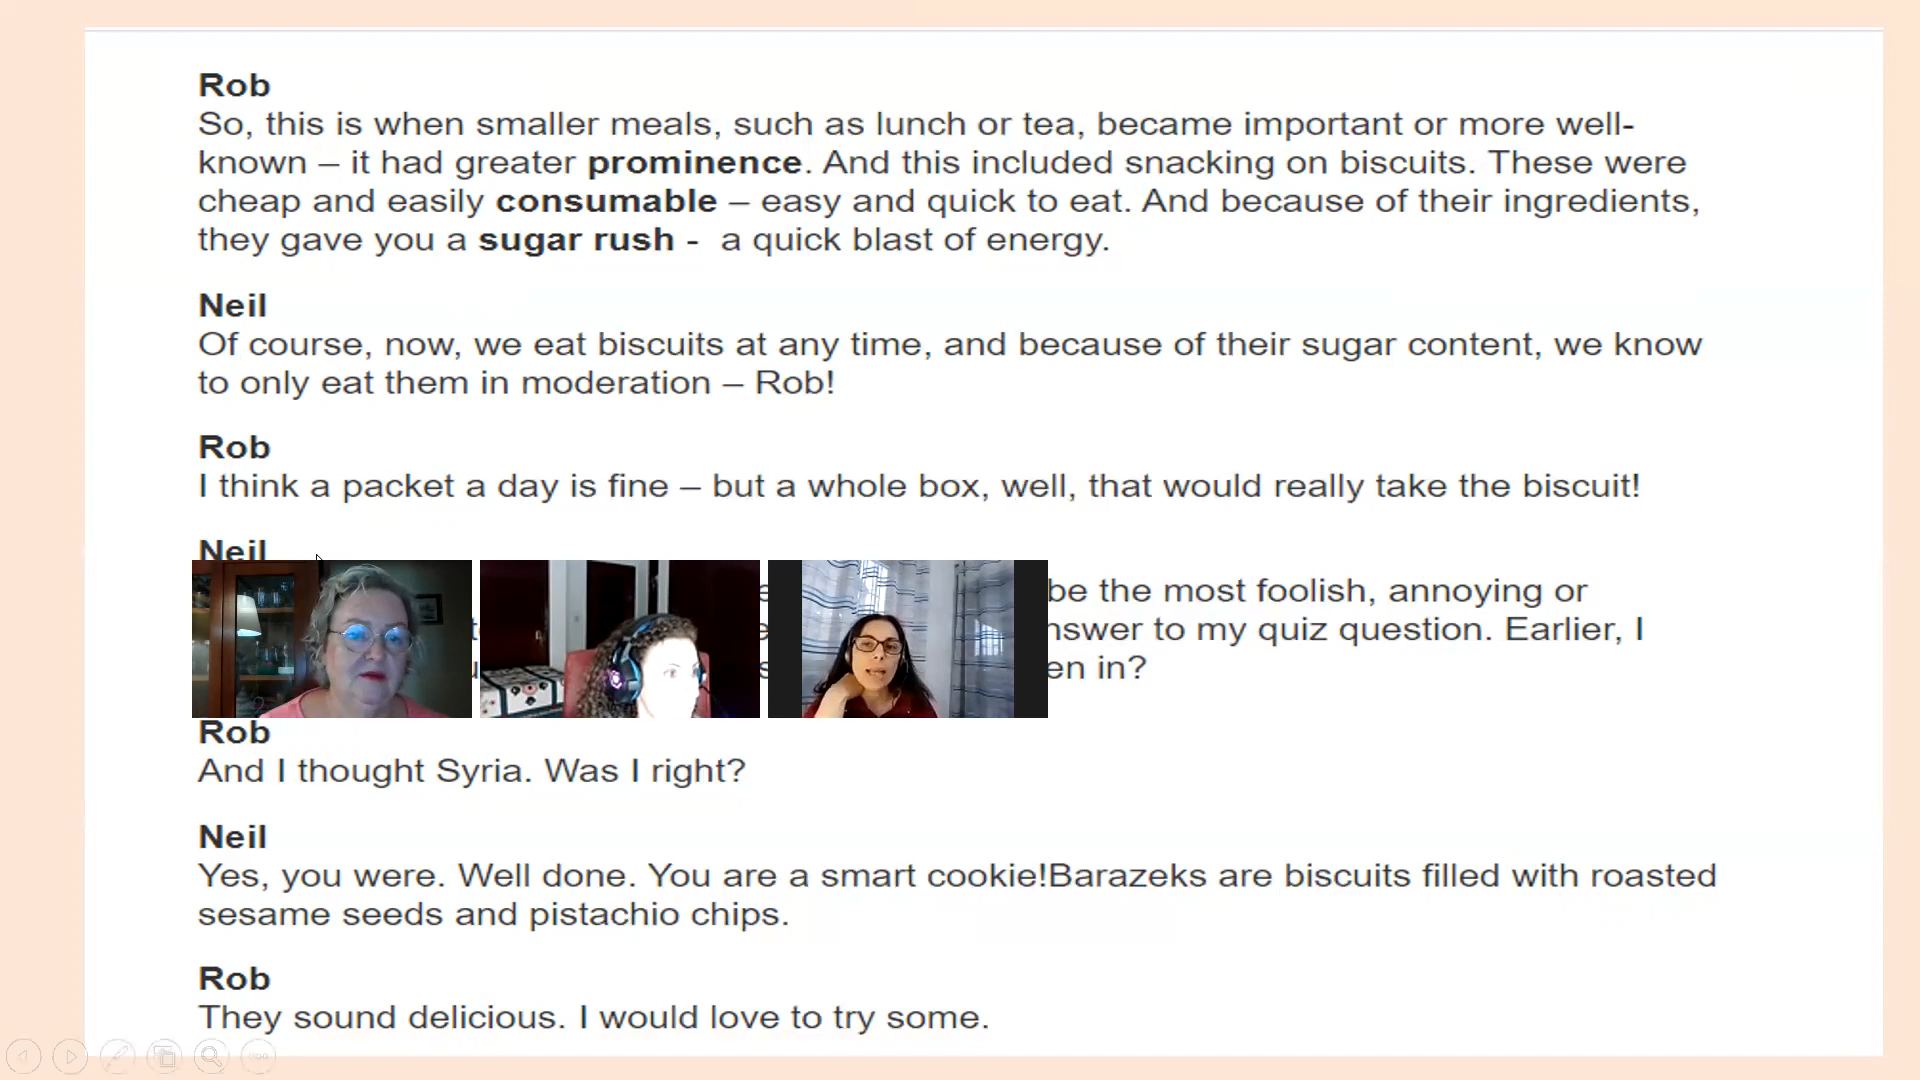 Rob
So, this is when smaller meals, such as lunch or tea, became important or more well-
known – it had greater prominence. And this included snacking on biscuits. These were
cheap and easily consumable – easy and quick to eat. And because of their ingredients,
they gave you a sugar rush -  a quick blast of energy.
Neil
Of course, now, we eat biscuits at any time, and because of their sugar content, we know
to only eat them in moderation – Rob!
Rob
I think a packet a day is fine – but a whole box, well, that would really take the biscuit!
Neil
be the most foolish, annoying or
to my quiz question. Earlier, I
in?
Rob
And I thought Syria. Was I right?
Neil
Yes, you were. Well done. You are a smart cookie!Barazeks are biscuits filled with roasted
sesame seeds and pistachio chips.
Rob
They sound delicious. I would love to try some.